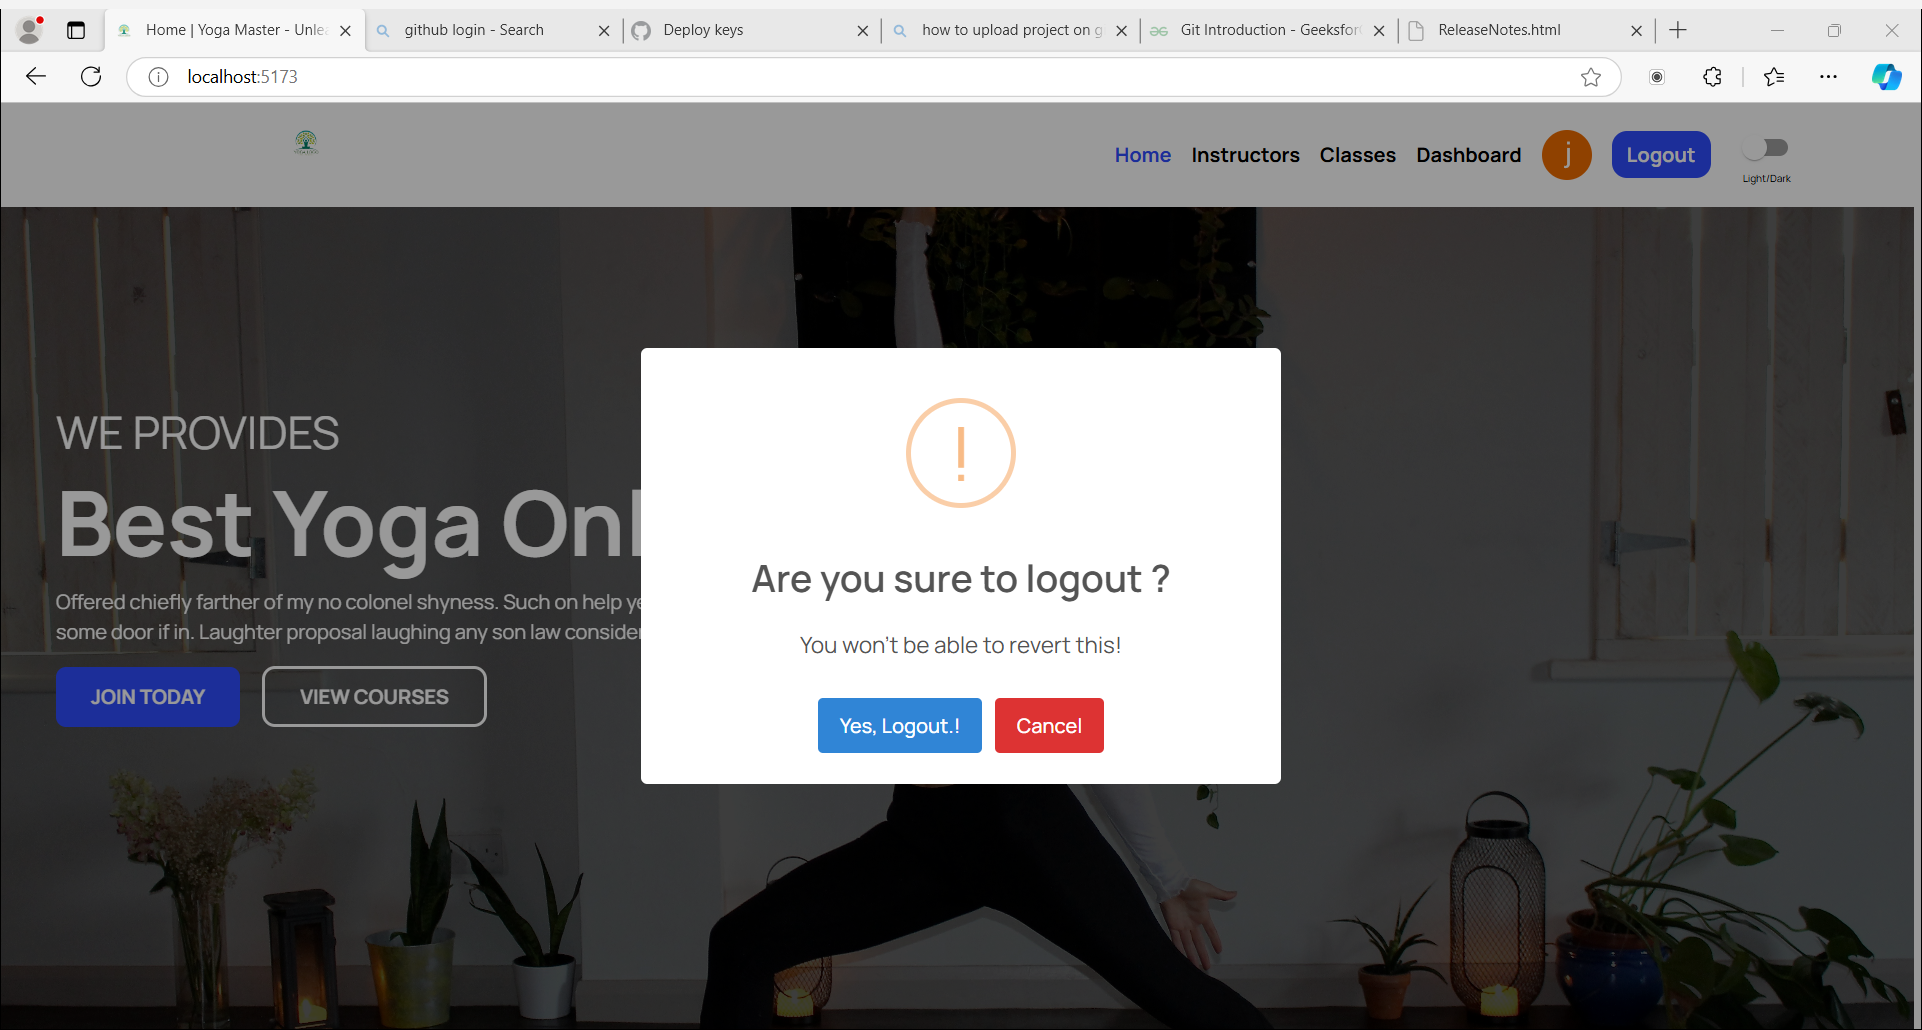 Home | Yoga Master - Unlea
github login - Search
Deploy keys
how to upload project on g
Git Introduction - Geeksfor
ReleaseNotes.html
localhost:5173
Home
Instructors
Classes
Dashboard
j
Logout
Light/Dark
WE PROVIDES
Best Yoga Onl
Offered chiefly farther of my no colonel shyness. Such on help ye
some door if in. Laughter proposal laughing any son law consider
JOIN TODAY
VIEW COURSES
!
Are you sure to logout ?
You won't be able to revert this!
Yes, Logout.!
Cancel